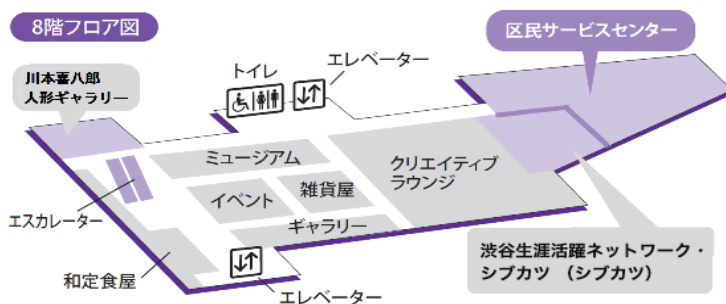 8階フロア図
区民サービスセンター
川本喜八郎
人形ギャラリー
トイレ
エレベーター
ミュージアム
クリエイティブ
ラウンジ
イベント
雑貨屋
エスカレーター
ギャラリー
和定食屋
エレベーター
渋谷生涯活躍ネットワーク・
シブカツ （シブカツ）